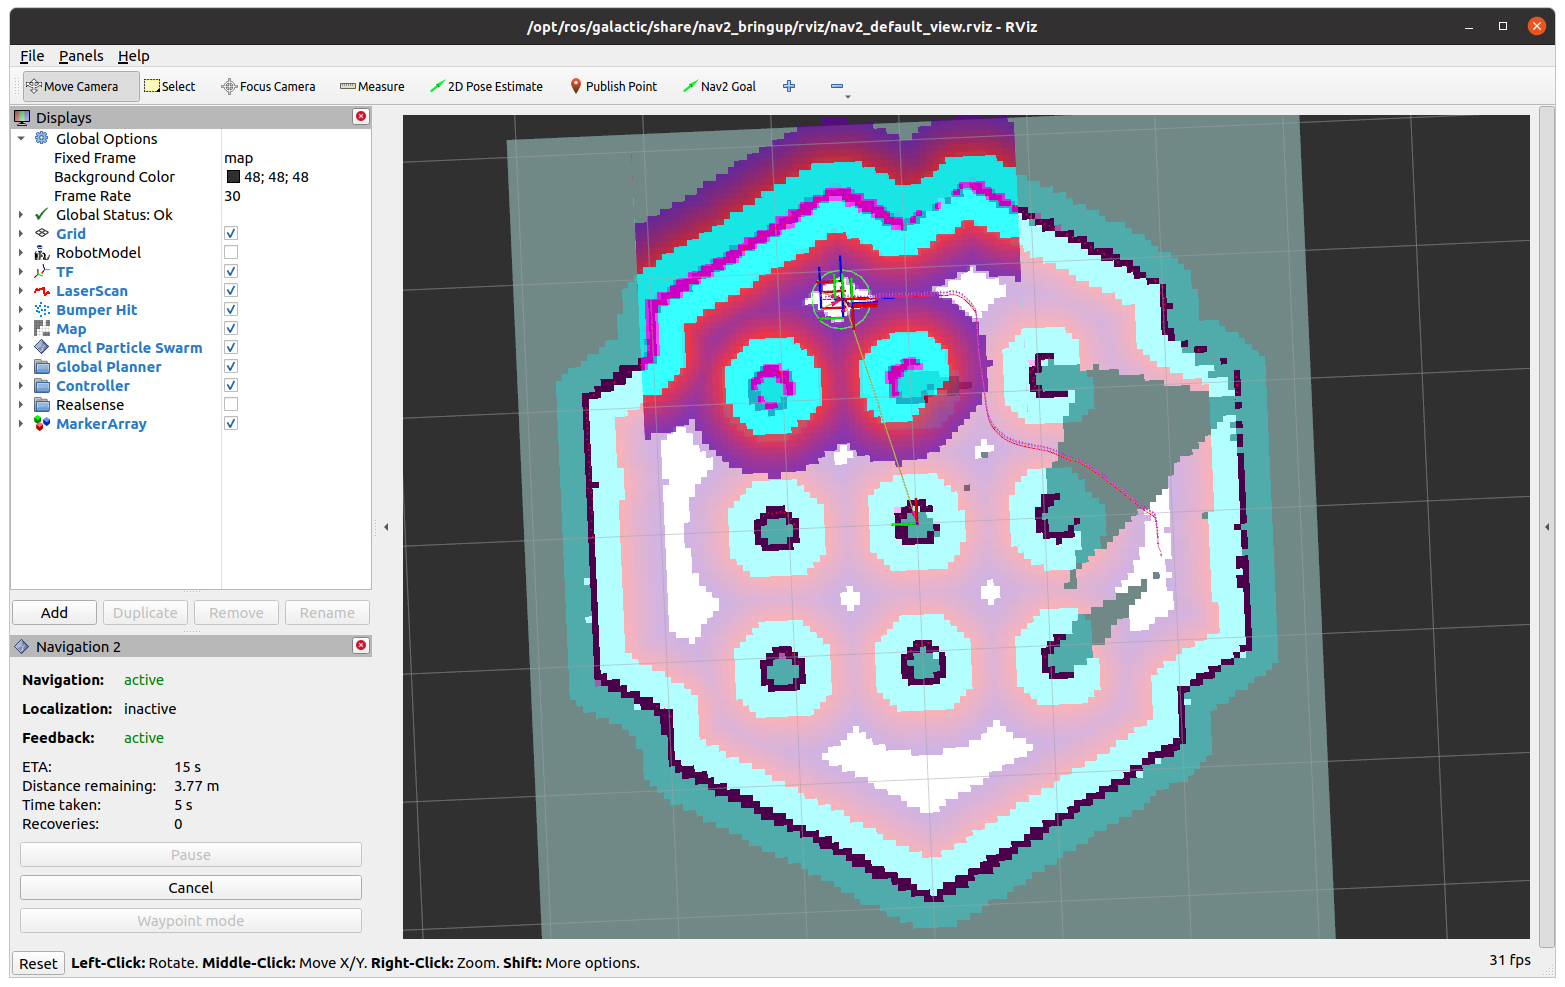 /opt/ros/galactic/share/nav2_bringup/rviz/nav2_default_view.rviz - RViz
File Panels Help
Move Camera Select Focus Camera Measure 2D Pose Estimate Publish Point Nav2 Goal
Displays
Global Options
Fixed Frame map
Background Color 48; 48; 48
Frame Rate 30
Global Status: Ok
Grid
RobotModel
TF
LaserScan
Bumper Hit
Map
Amcl Particle Swarm
Global Planner
Controller
Realsense
MarkerArray
Add Duplicate Remove Rename
Navigation 2
Navigation: active
Localization: inactive
Feedback: active
ETA: 15 s
Distance remaining: 3.77 m
Time taken: 5 s
Recoveries: 0
Pause
Cancel
Waypoint mode
Reset Left-Click: Rotate. Middle-Click: Move X/Y. Right-Click: Zoom. Shift: More options. 31 fps